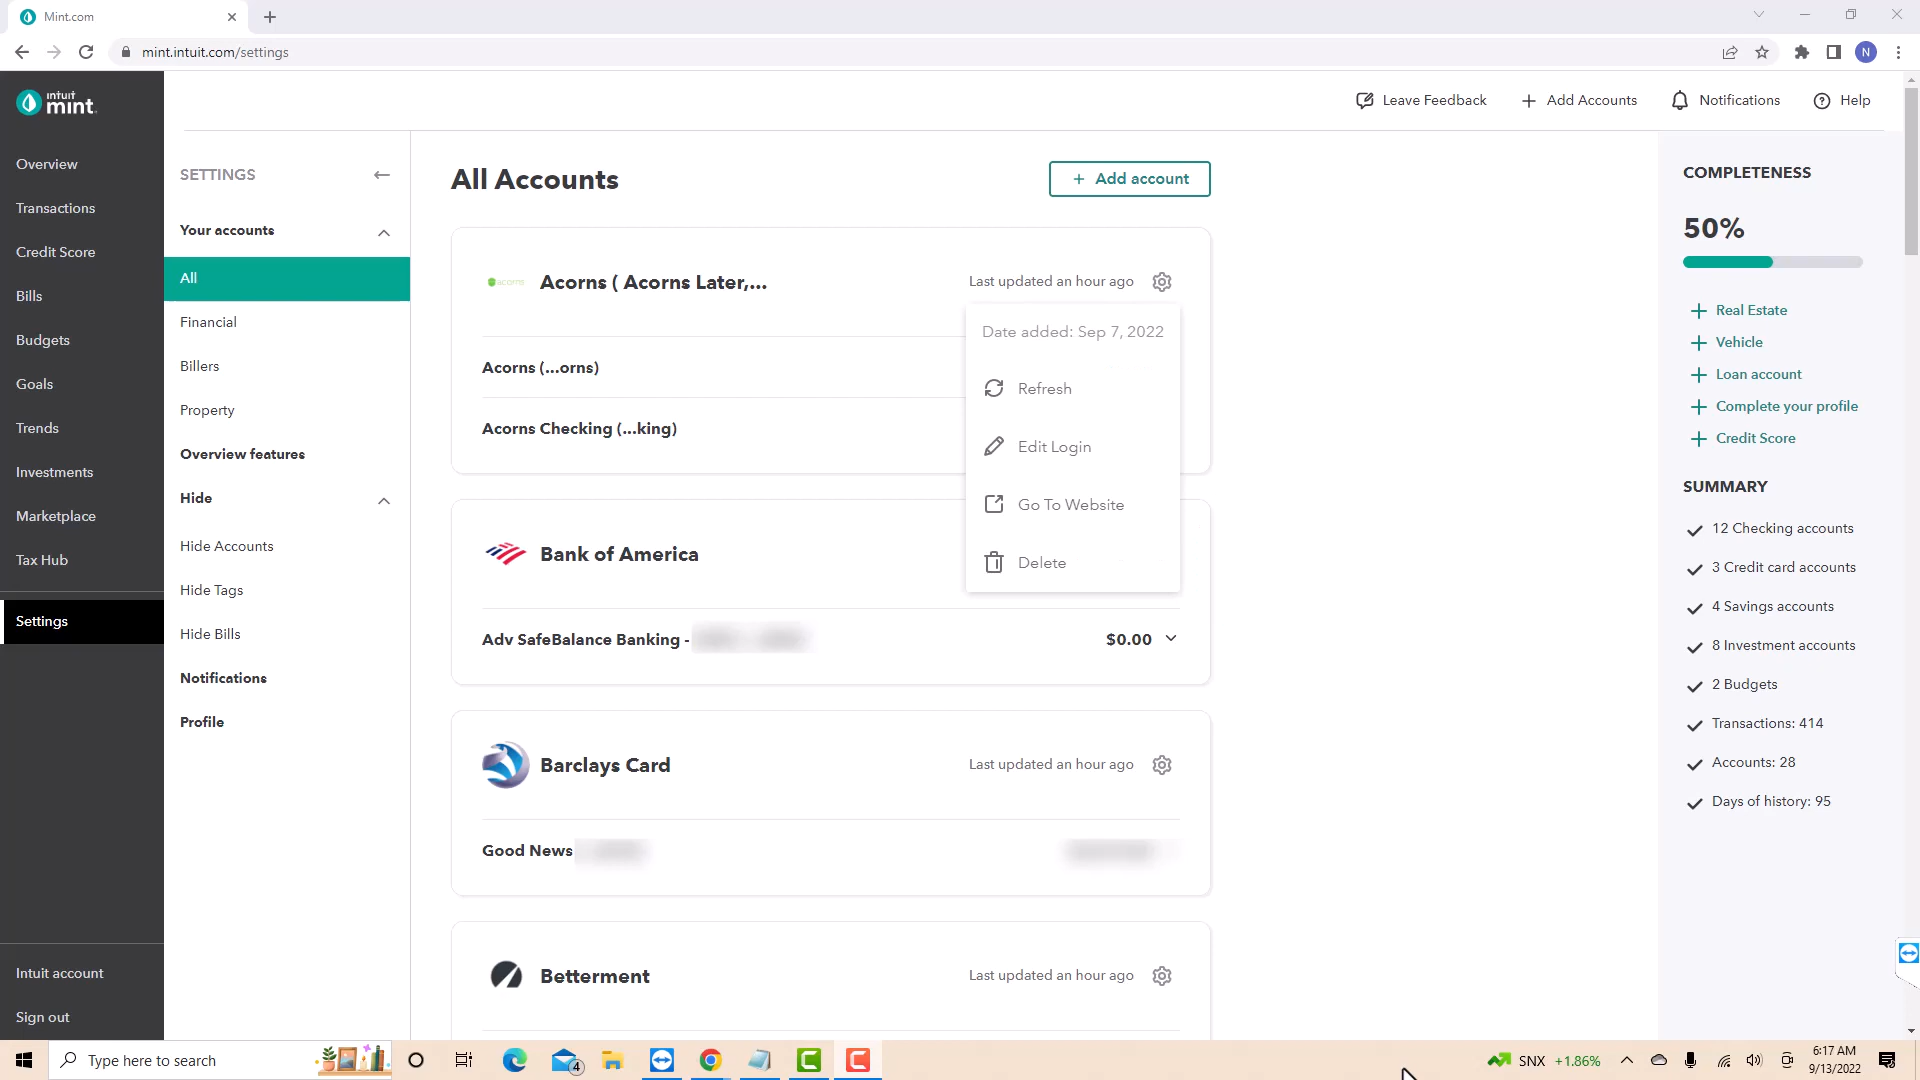 Mint.com
mint.intuit.com/settings
N
intuit
mint
Leave Feedback
Add Accounts
Notifications
Help
Overview
Transactions
Credit Score
Bills
Budgets
Goals
Trends
Investments
Marketplace
Tax Hub
Settings
Intuit account
Sign out
SETTINGS
Your accounts
All
Financial
Billers
Property
Overview features
Hide
Hide Accounts
Hide Tags
Hide Bills
Notifications
Profile
All Accounts
+ Add account
acorns
Acorns ( Acorns Later,...
Last updated an hour ago
Date added: Sep 7, 2022
Refresh
Edit Login
Go To Website
Delete
Acorns (...orns)
Acorns Checking (...king)
Bank of America
Adv SafeBalance Banking -
$0.00
Barclays Card
Last updated an hour ago
Good News
Betterment
Last updated an hour ago
COMPLETENESS
50%
Real Estate
Vehicle
Loan account
Complete your profile
Credit Score
SUMMARY
12 Checking accounts
3 Credit card accounts
4 Savings accounts
8 Investment accounts
2 Budgets
Transactions: 414
Accounts: 28
Days of history: 95
Type here to search
4
SNX +1.86%
6:17 AM
9/13/2022